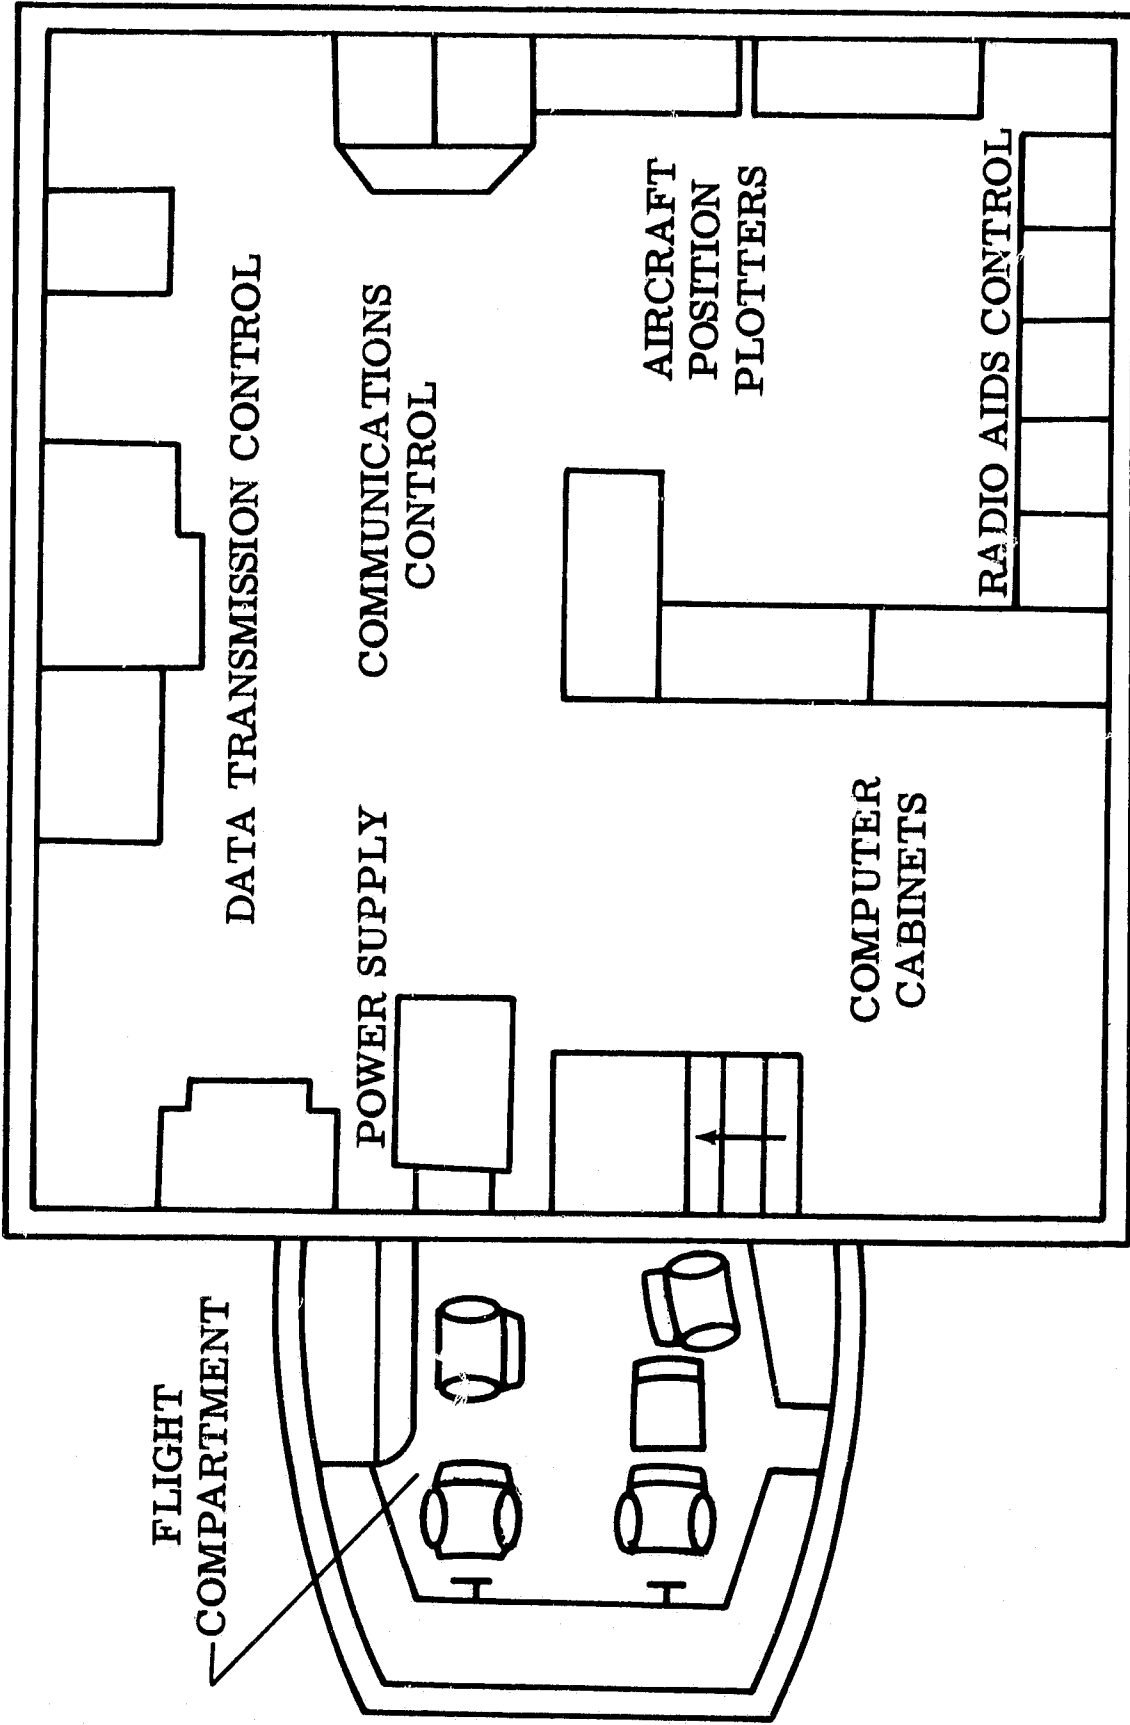 FLIGHT
COMPARTMENT
DATA TRANSMISSION CONTROL
POWER SUPPLY
COMMUNICATIONS
CONTROL
AIRCRAFT
POSITION
PLOTTERS
COMPUTER
CABINETS
RADIO AIDS CONTROL